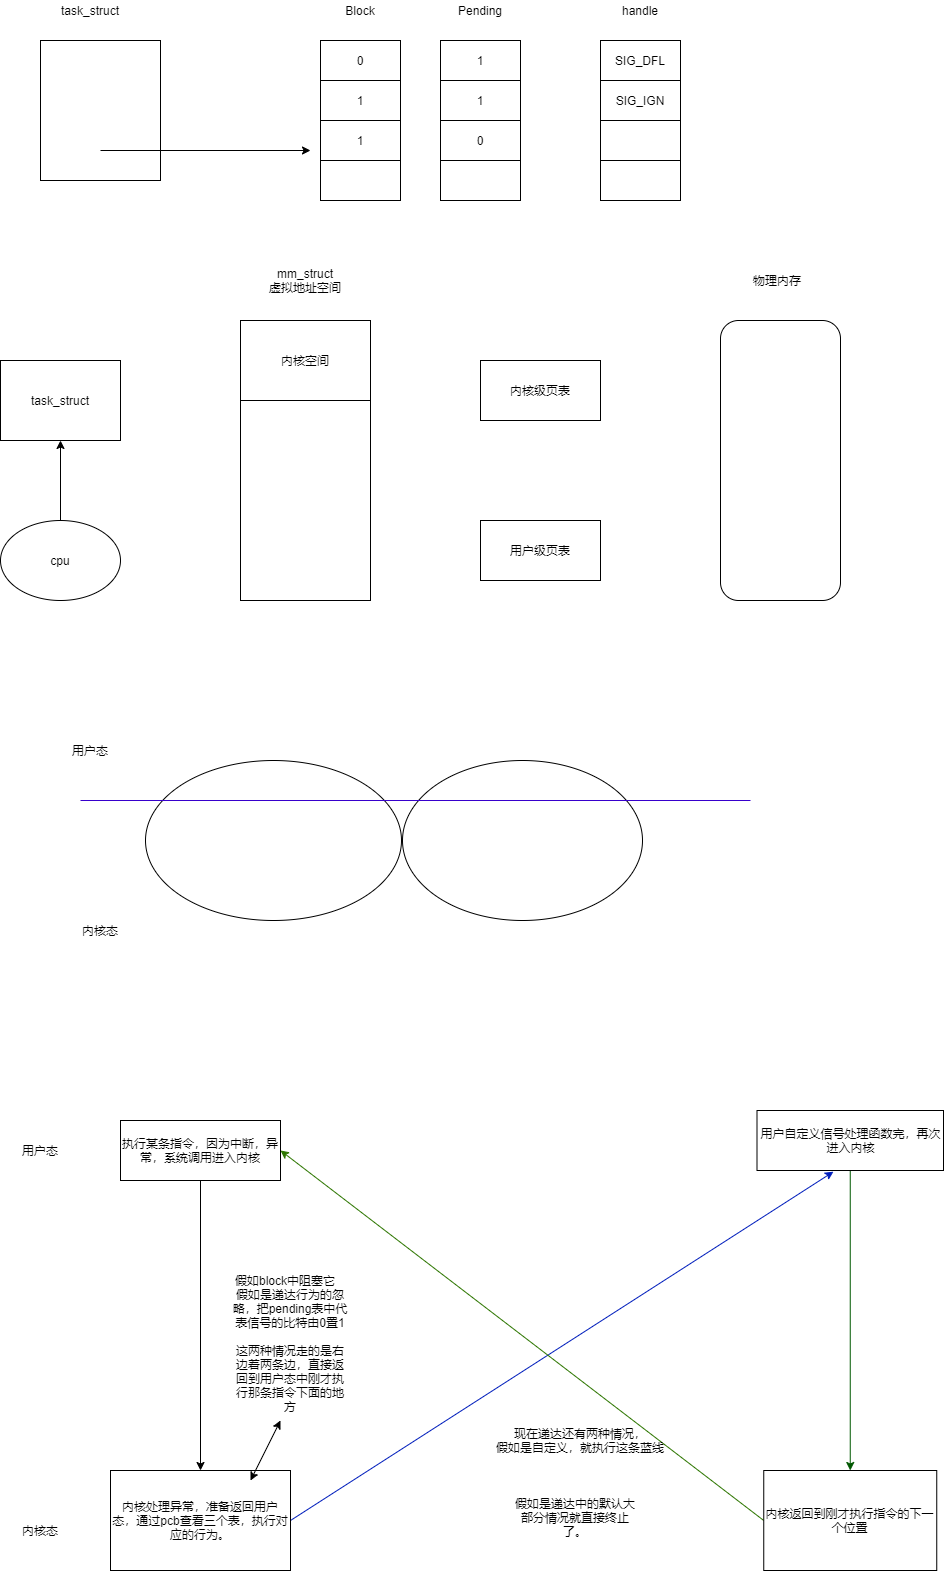 task_struct
Block
Pending
handle
0
1
SIG_DFL
1
1
SIG_IGN
1
0
mm_struct
虚拟地址空间
物理内存
内核空间
task_struct
内核级页表
cpu
用户级页表
用户态
内核态
用户态
执行某条指令，因为中断，异
常，系统调用进入内核
用户自定义信号处理函数完，再次
进入内核
假如block中阻塞它
假如是递达行为的忽
略，把pending表中代
表信号的比特由0置1
这两种情况走的是右
边着两条边，直接返
回到用户态中刚才执
行那条指令下面的地
方
现在递达还有两种情况，
假如是自定义，就执行这条蓝线
假如是递达中的默认大
部分情况就直接终止
了。
内核态
内核处理异常，准备返回用户
态，通过pcb查看三个表，执行对
应的行为。
内核返回到刚才执行指令的下一
个位置